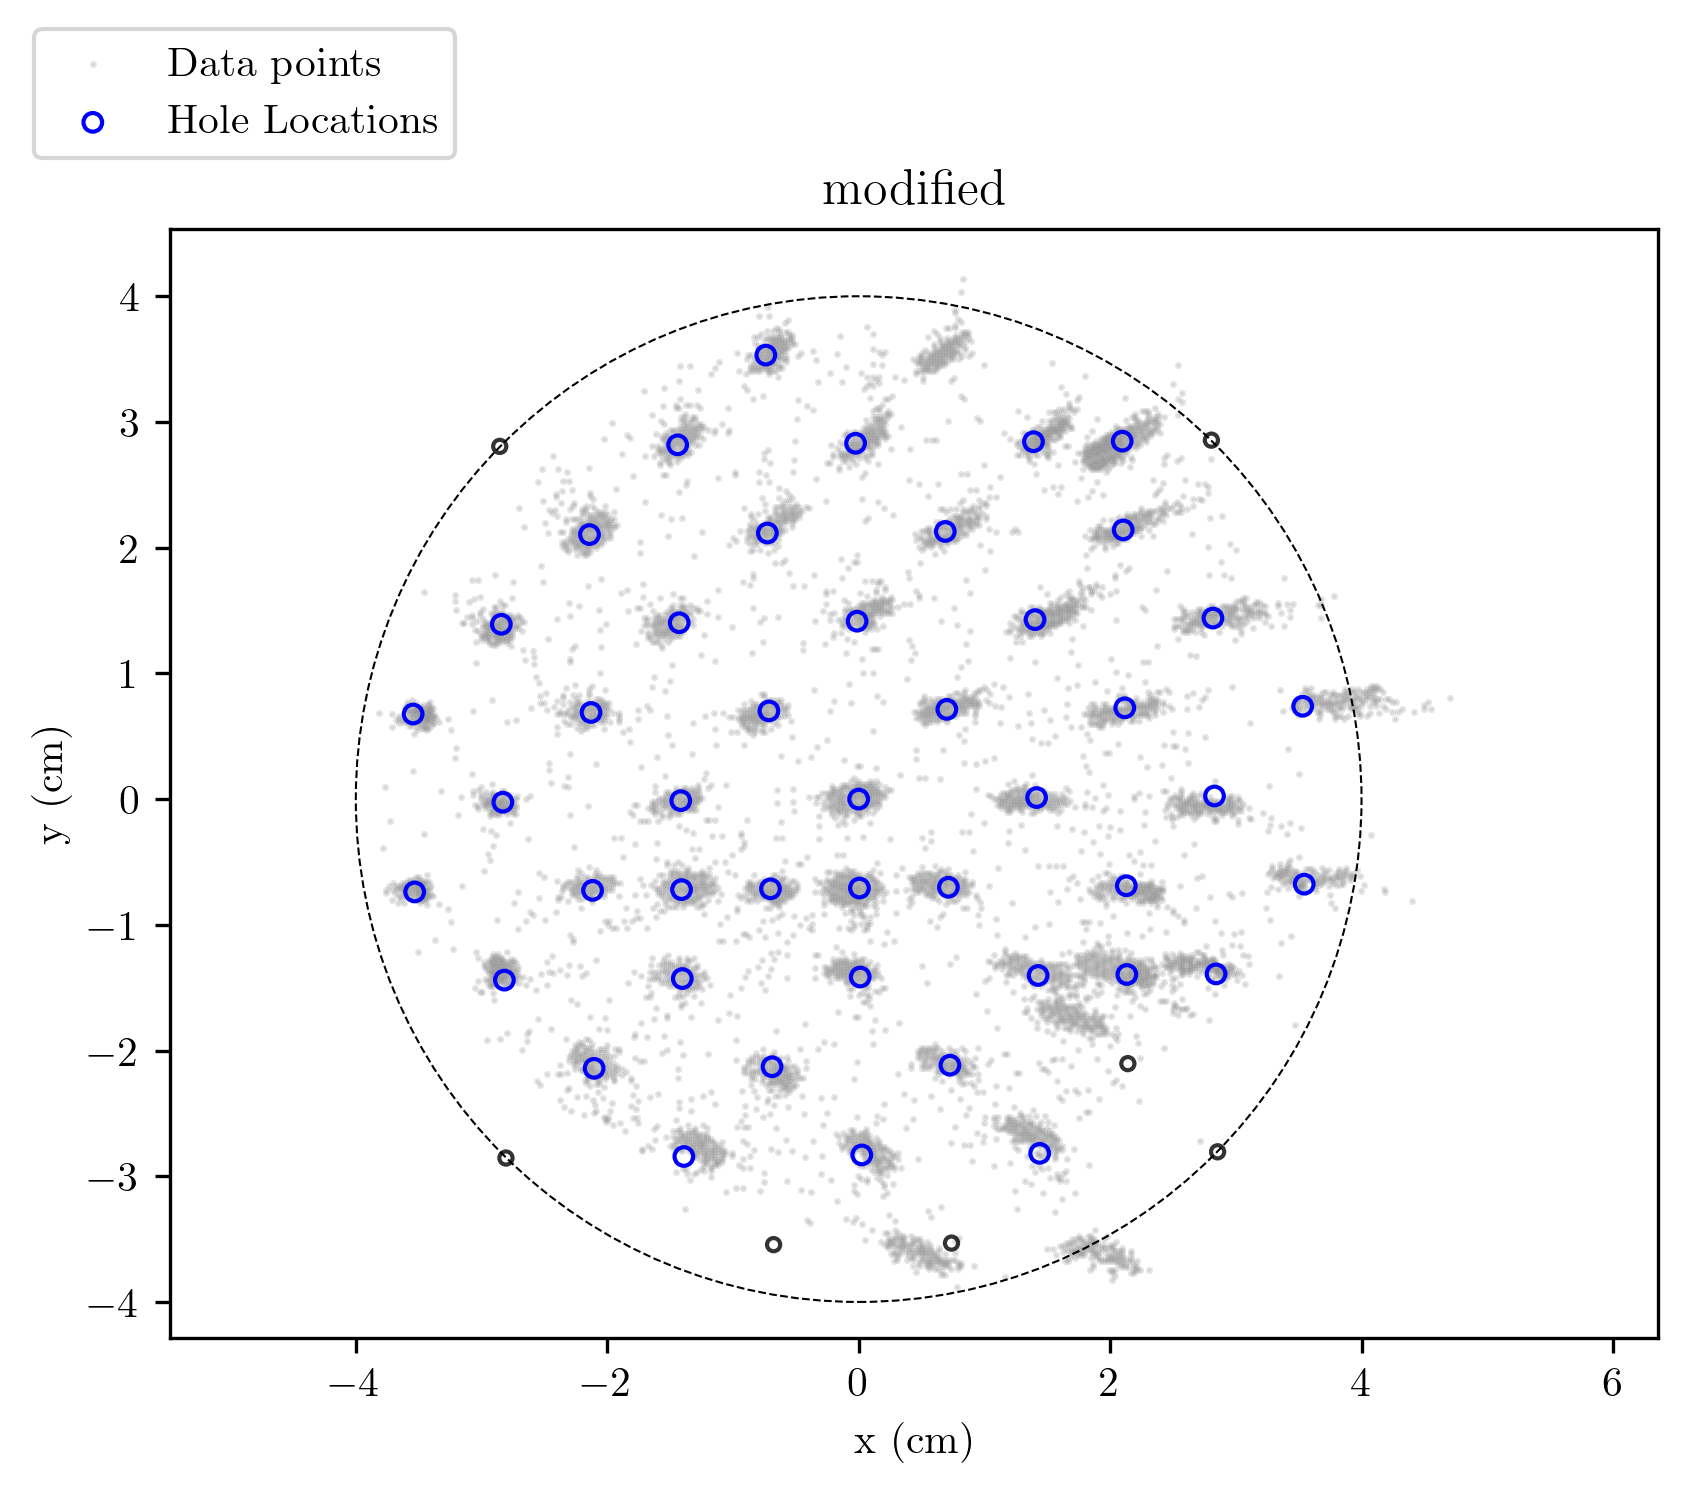 Data points
Hole Locations
modified
4
3
2
1
0
−1
−2
−3
−4
y (cm)
−4 −2 0 2 4 6
x (cm)